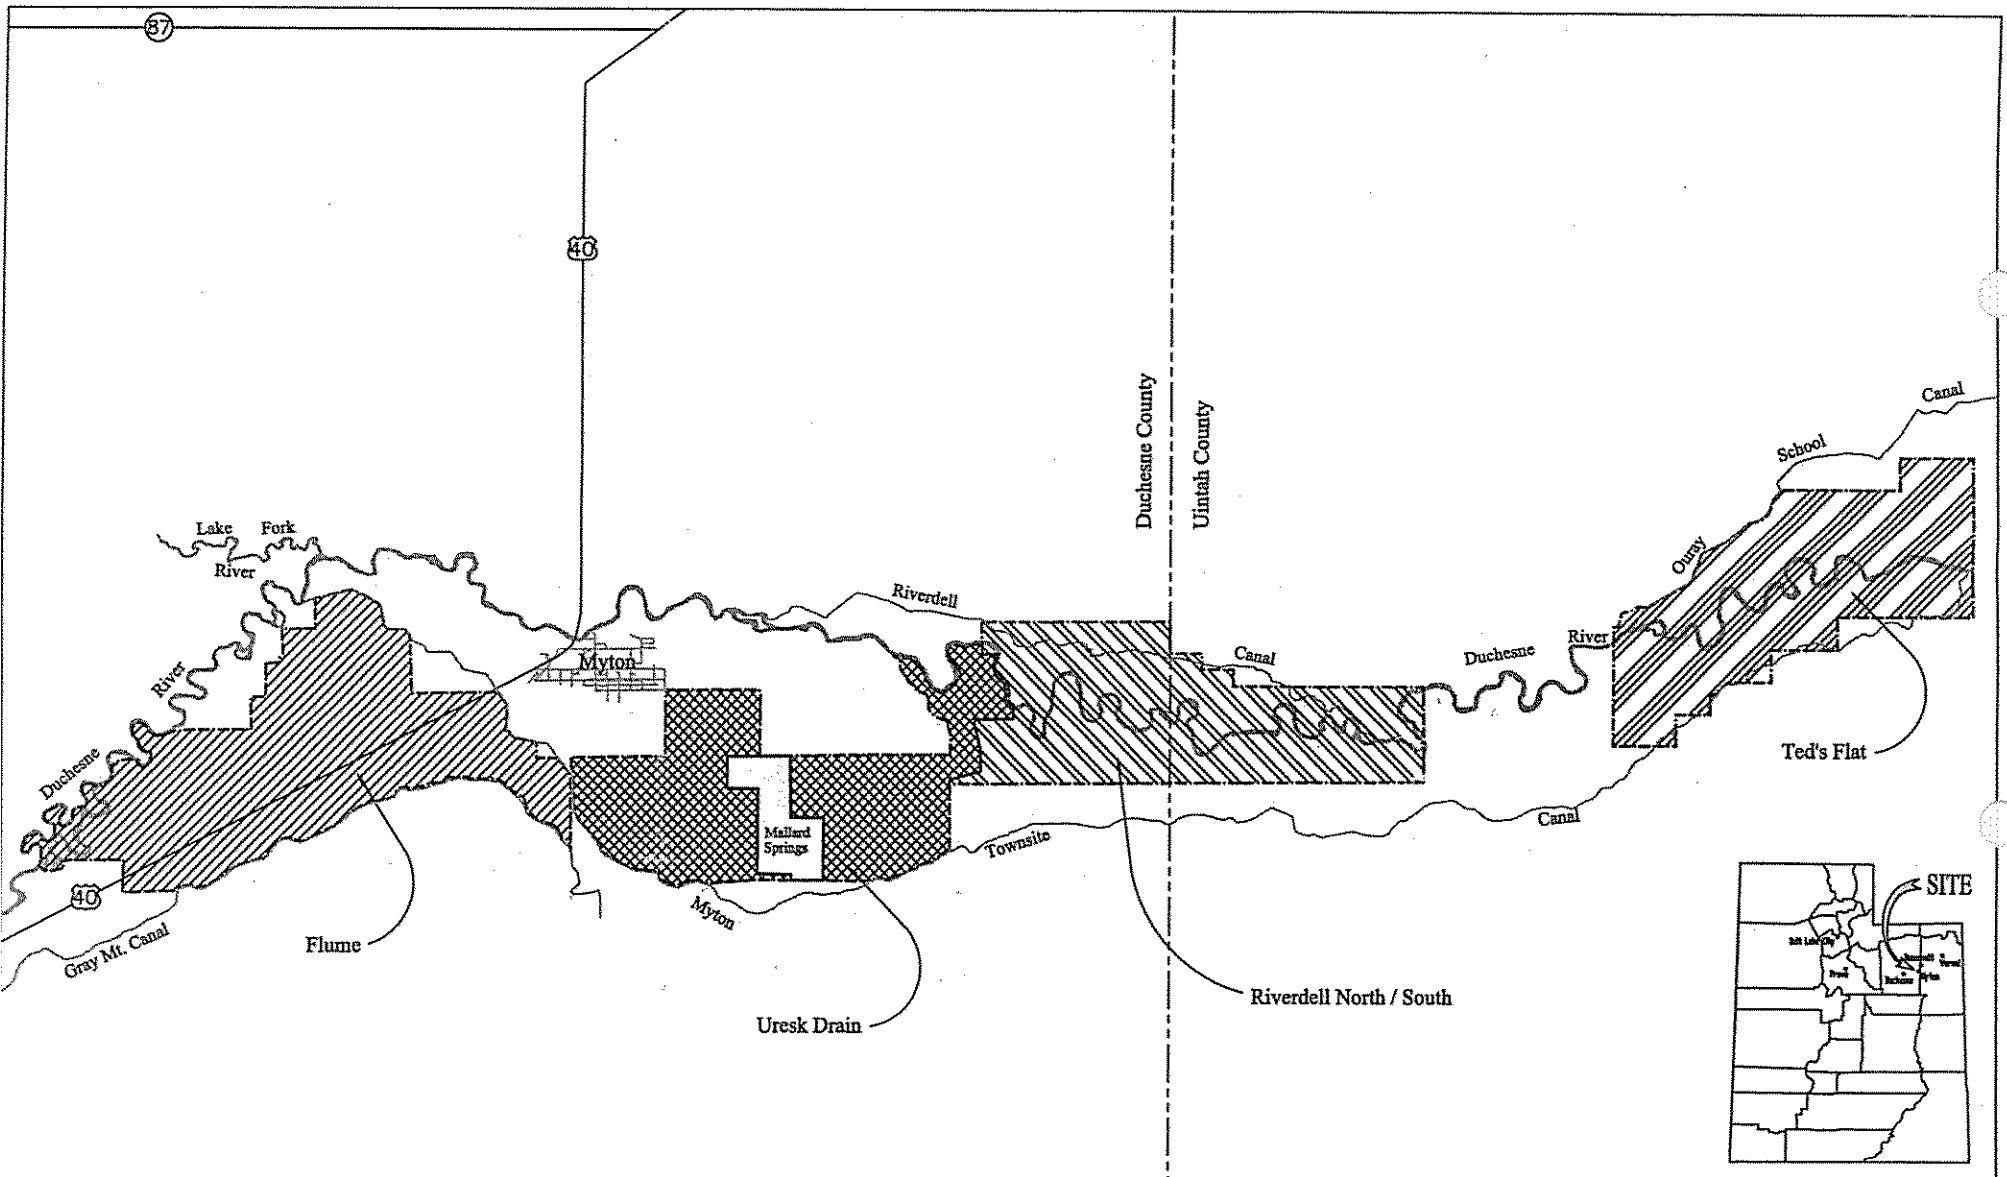 87
40
Duchesne County
Uintah County
Canal
School
Ouray
Lake Fork
River
Riverdell
Canal
Duchesne River
River
Duchesne
Myton
Ted's Flat
Mallard
Springs
Townsite
Canal
Myton
40
Gray Mt. Canal
Flume
Uresk Drain
Riverdell North / South
SITE